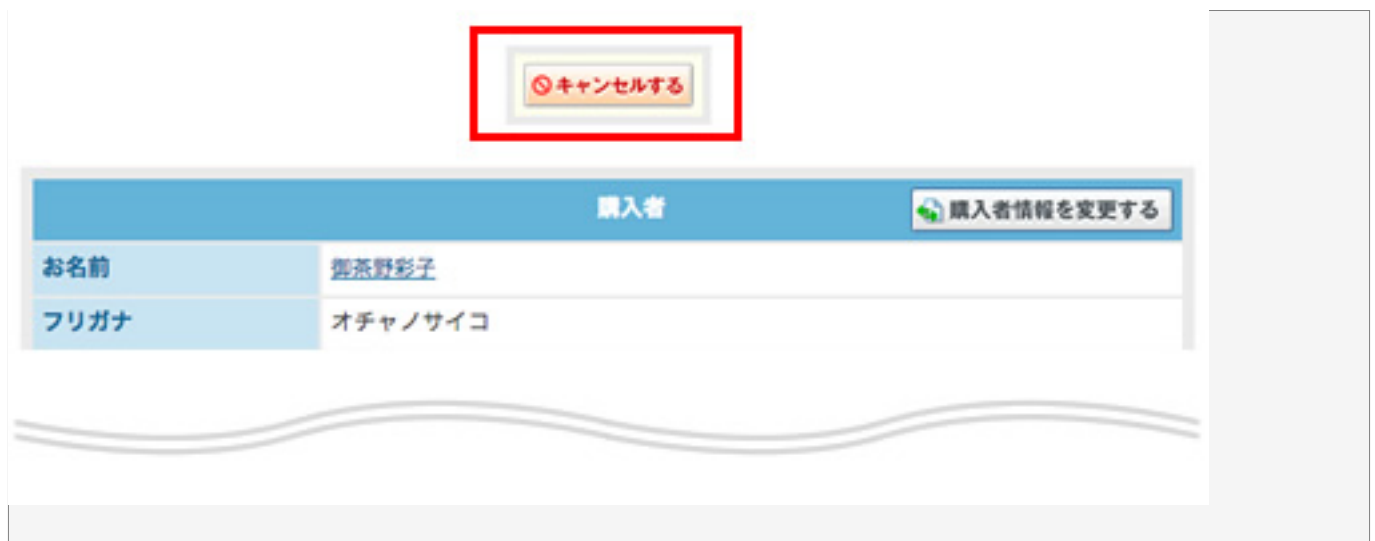 キャンセルする
購入者
購入者情報を変更する
お名前 御茶野彩子
フリガナ オチャノサイコ